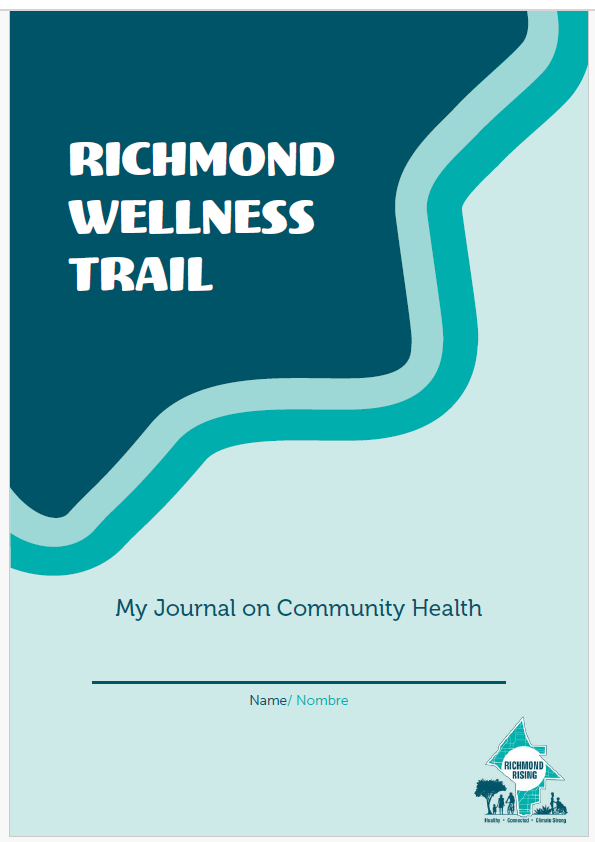 RICHMOND
WELLNESS
TRAIL
My Journal on Community Health
Name/ Nombre
RICHMOND
RISING
Healthy • Connected • Climate Strong